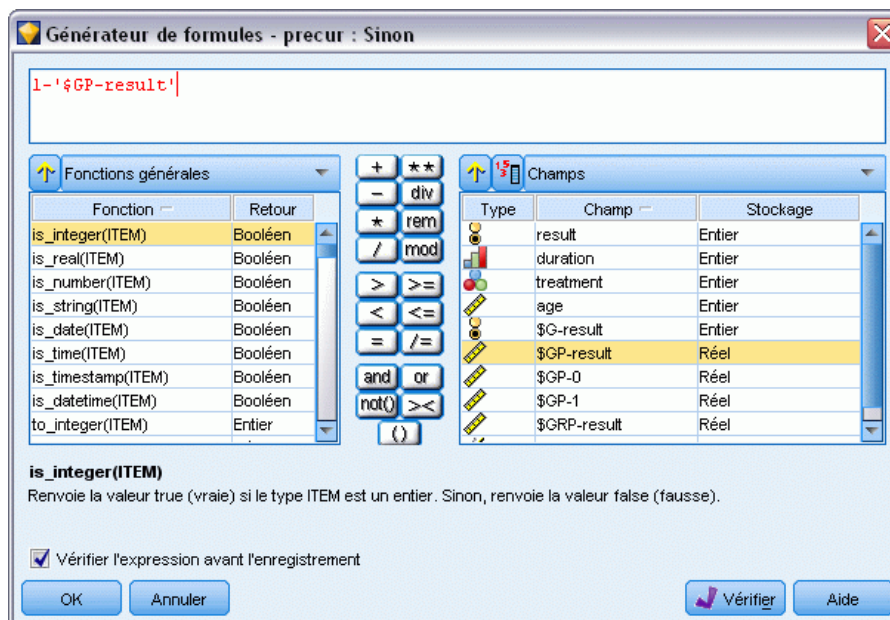 Générateur de formules - precur : Sinon
1-'$GP-result'
Fonctions générales
Fonction Retour
is_integer(ITEM) Booléen
is_real(ITEM) Booléen
is_number(ITEM) Booléen
is_string(ITEM) Booléen
is_date(ITEM) Booléen
is_time(ITEM) Booléen
is_timestamp(ITEM) Booléen
is_datetime(ITEM) Booléen
to_integer(ITEM) Entier
+ **
- div
* rem
/ mod
> >=
< <=
= /=
and or
not() ><
()
Champs
Type Champ Stockage
result Entier
duration Entier
treatment Entier
age Entier
$G-result Entier
$GP-result Réel
$GP-0 Réel
$GP-1 Réel
$GRP-result Réel
is_integer(ITEM)
Renvoie la valeur true (vraie) si le type ITEM est un entier. Sinon, renvoie la valeur false (fausse).
Vérifier l'expression avant l'enregistrement
OK Annuler Vérifier Aide